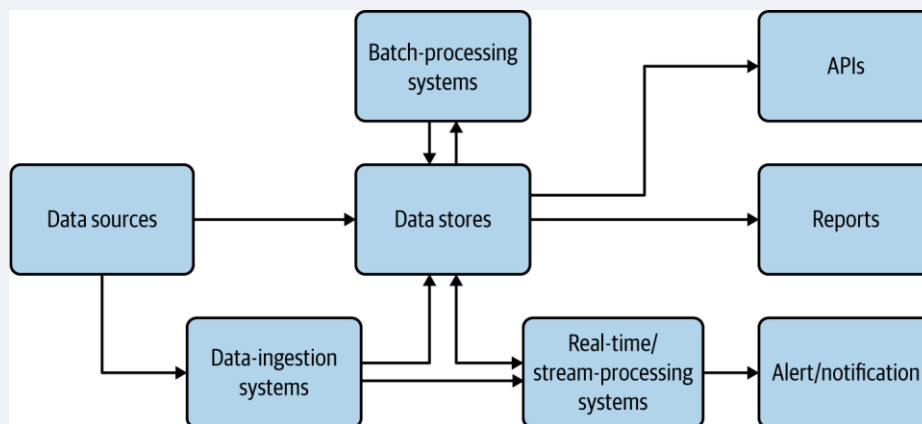 Batch-processing
systems
APIs
Data sources
Data stores
Reports
Data-ingestion
systems
Real-time/
stream-processing
systems
Alert/notification